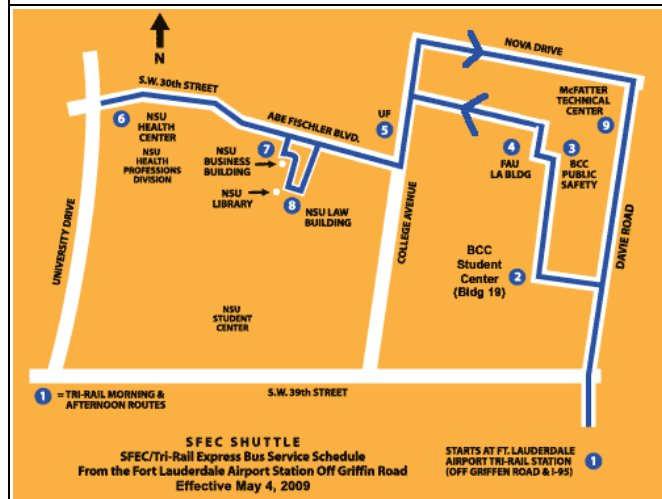 NOVA DRIVE
N
S.W. 30th STREET
McFATTER
TECHNICAL
CENTER
9
6
NSU
HEALTH
CENTER
NSU
HEALTH
PROFESSIONS
DIVISION
ABE FISCHLER BLVD.
UF
5
7
NSU
BUSINESS
BUILDING
4
FAU
LA BLDG
3
BCC
PUBLIC
SAFETY
NSU
LIBRARY
8
NSU LAW
BUILDING
UNIVERSITY DRIVE
COLLEGE AVENUE
DAVIE ROAD
BCC
Student
Center
(Bldg 19)
2
NSU
STUDENT
CENTER
1 = TRI-RAIL MORNING &
AFTERNOON ROUTES
S.W. 39th STREET
SFEC SHUTTLE
SFEC/Tri-Rail Express Bus Service Schedule
From the Fort Lauderdale Airport Station Off Griffin Road
Effective May 4, 2009
STARTS AT FT. LAUDERDALE
AIRPORT TRI-RAIL STATION
(OFF GRIFFEN ROAD & I-95)
1